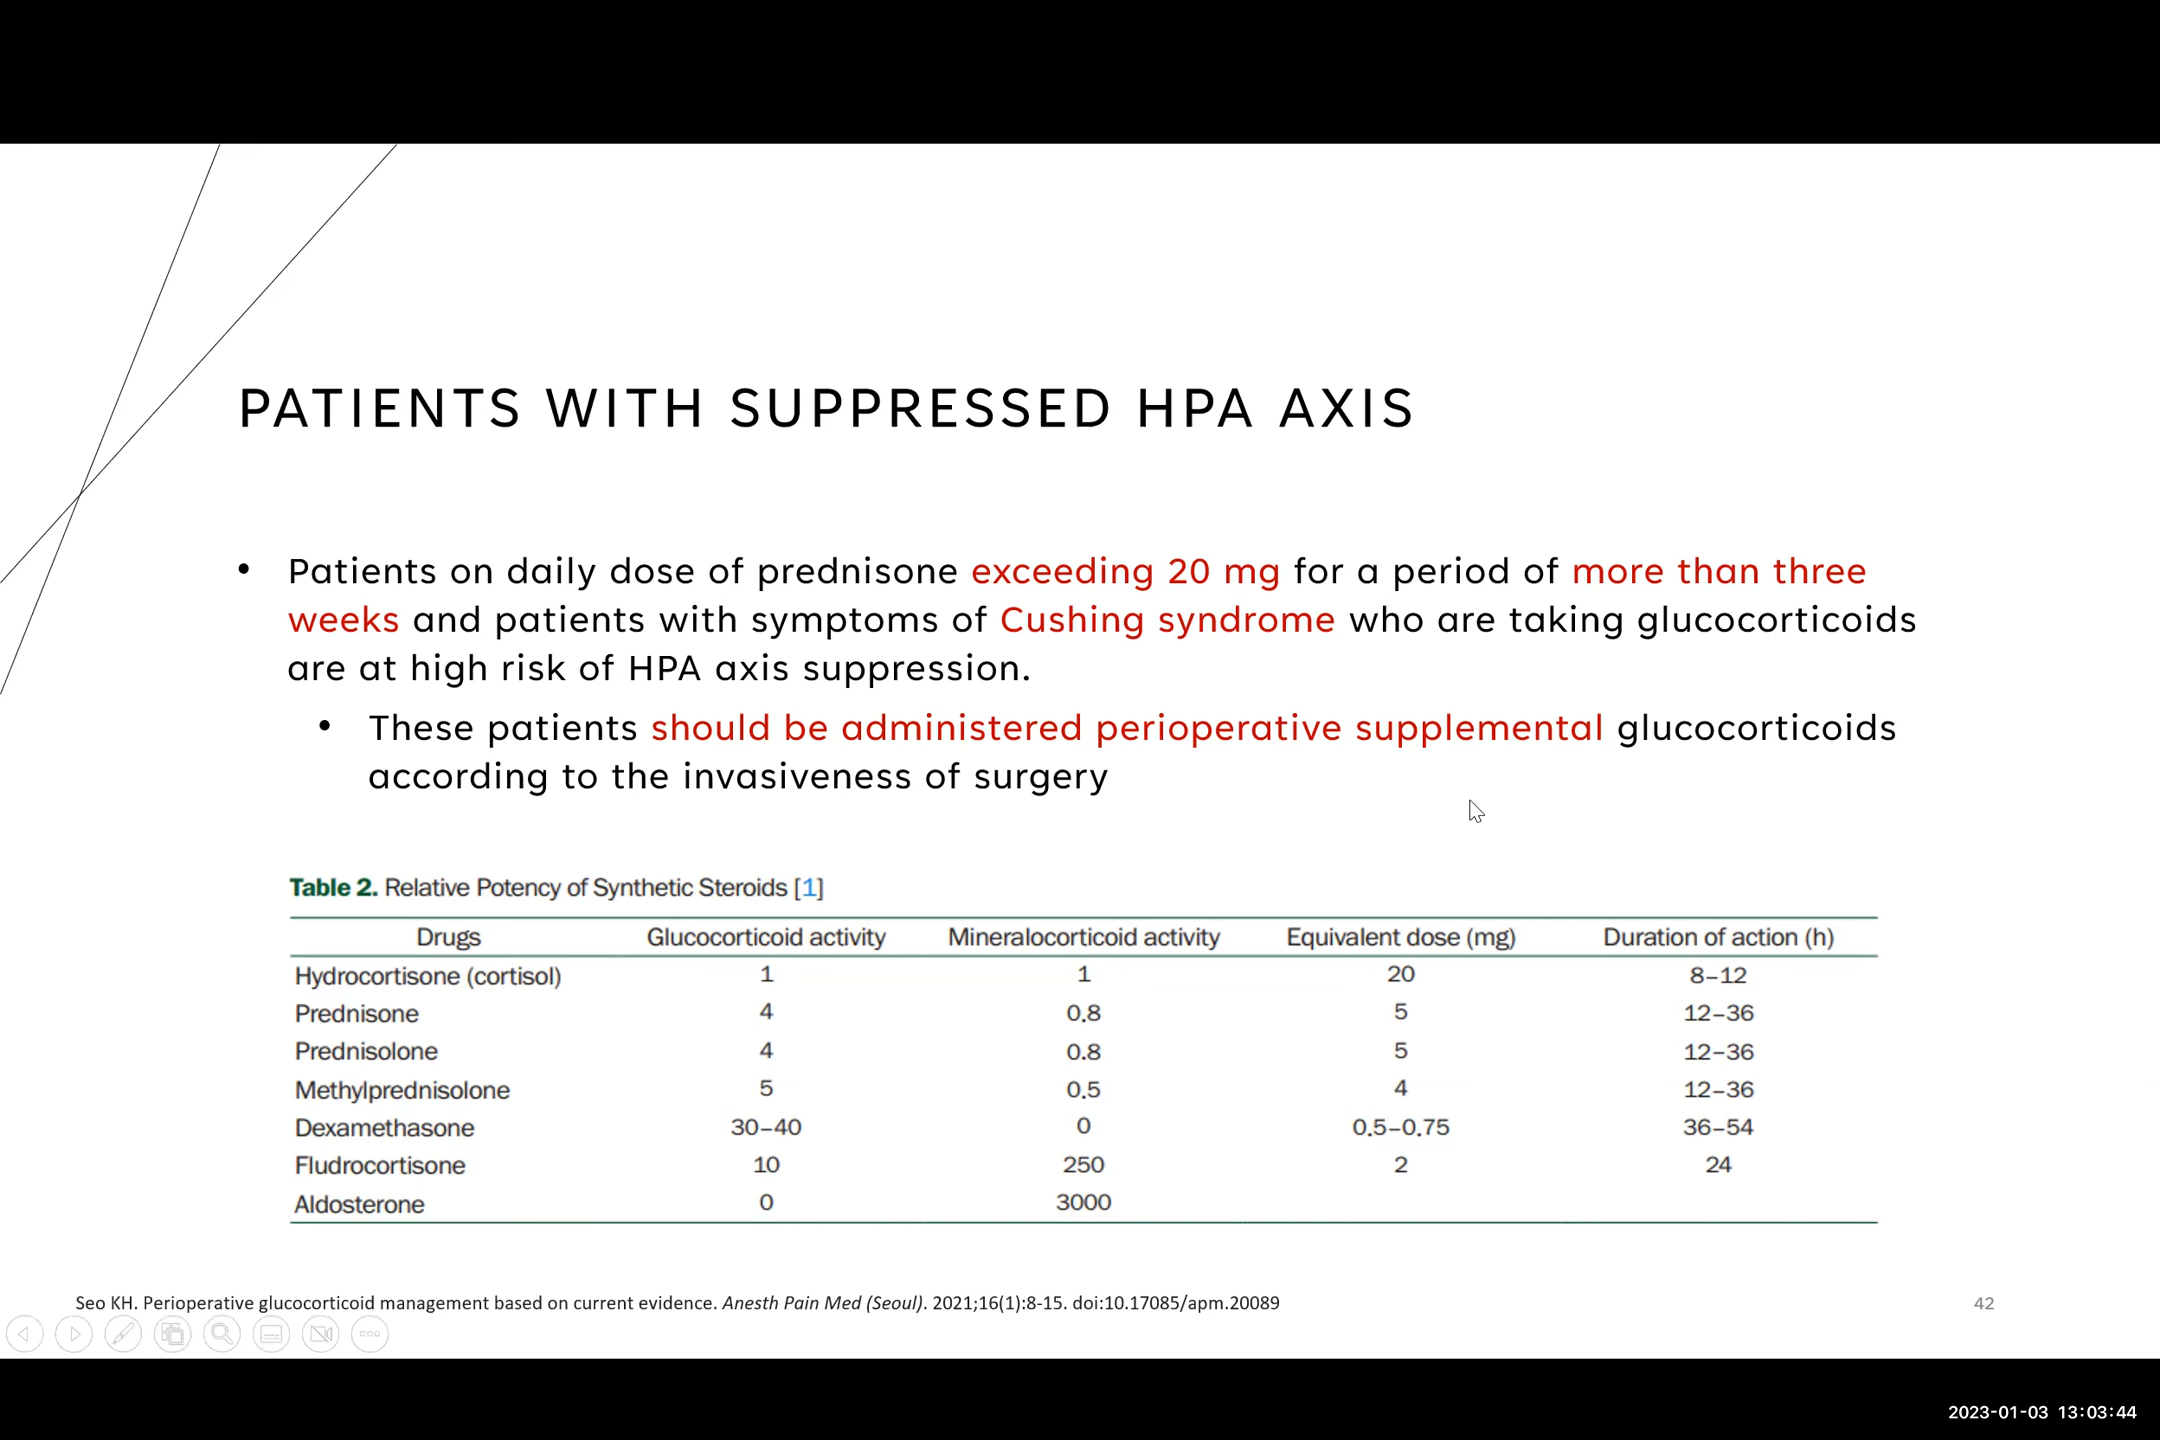 PATIENTS WITH SUPPRESSED HPA AXIS
• Patients on daily dose of prednisone exceeding 20 mg for a period of more than three
weeks and patients with symptoms of Cushing syndrome who are taking glucocorticoids
are at high risk of HPA axis suppression.
• These patients should be administered perioperative supplemental glucocorticoids
according to the invasiveness of surgery
Table 2. Relative Potency of Synthetic Steroids [1]
Drugs Glucocorticoid activity Mineralocorticoid activity Equivalent dose (mg) Duration of action (h)
Hydrocortisone (cortisol) 1 1 20 8–12
Prednisone 4 0.8 5 12–36
Prednisolone 4 0.8 5 12–36
Methylprednisolone 5 0.5 4 12–36
Dexamethasone 30–40 0 0.5–0.75 36–54
Fludrocortisone 10 250 2 24
Aldosterone 0 3000
Seo KH. Perioperative glucocorticoid management based on current evidence. Anesth Pain Med (Seoul). 2021;16(1):8-15. doi:10.17085/apm.20089
42
2023-01-03 13:03:44